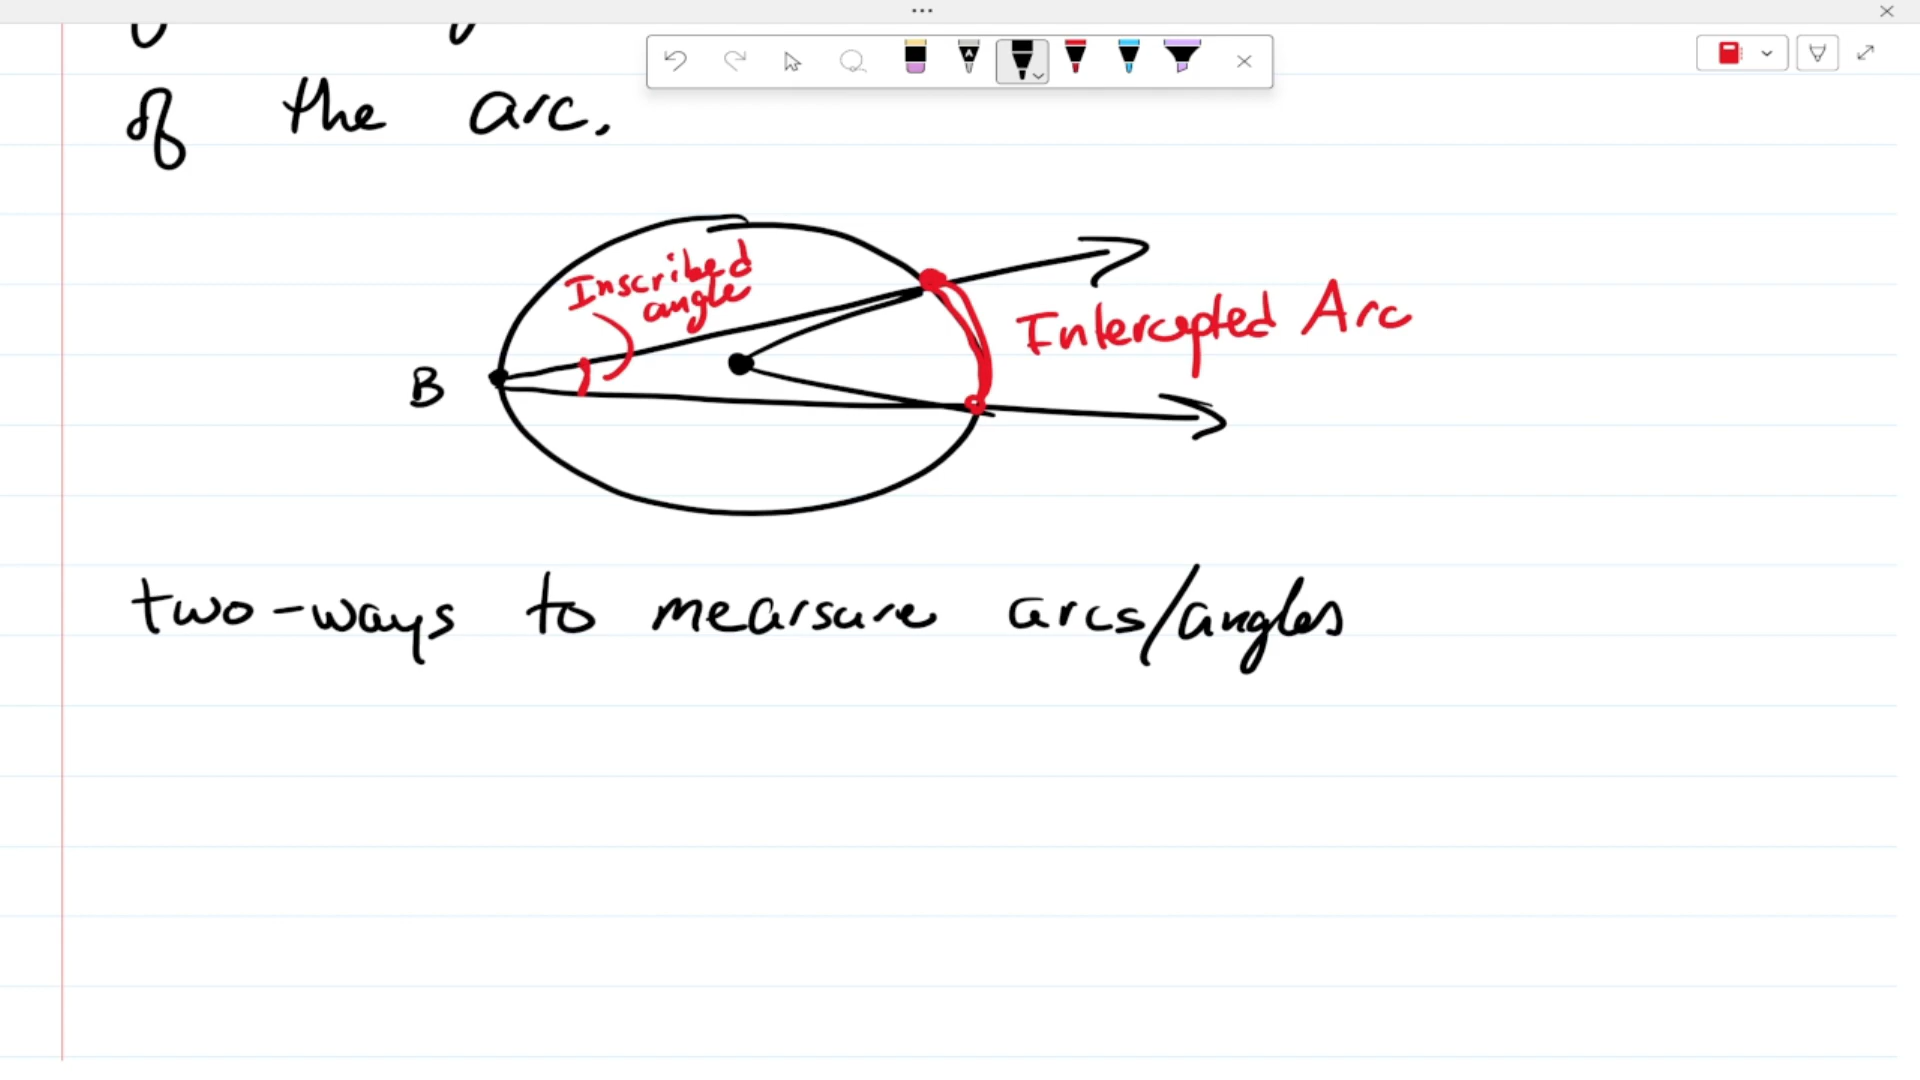 of the arc.
Inscribed
angle
Intercepted Arc
B
two-ways to mearsure arcs/angles